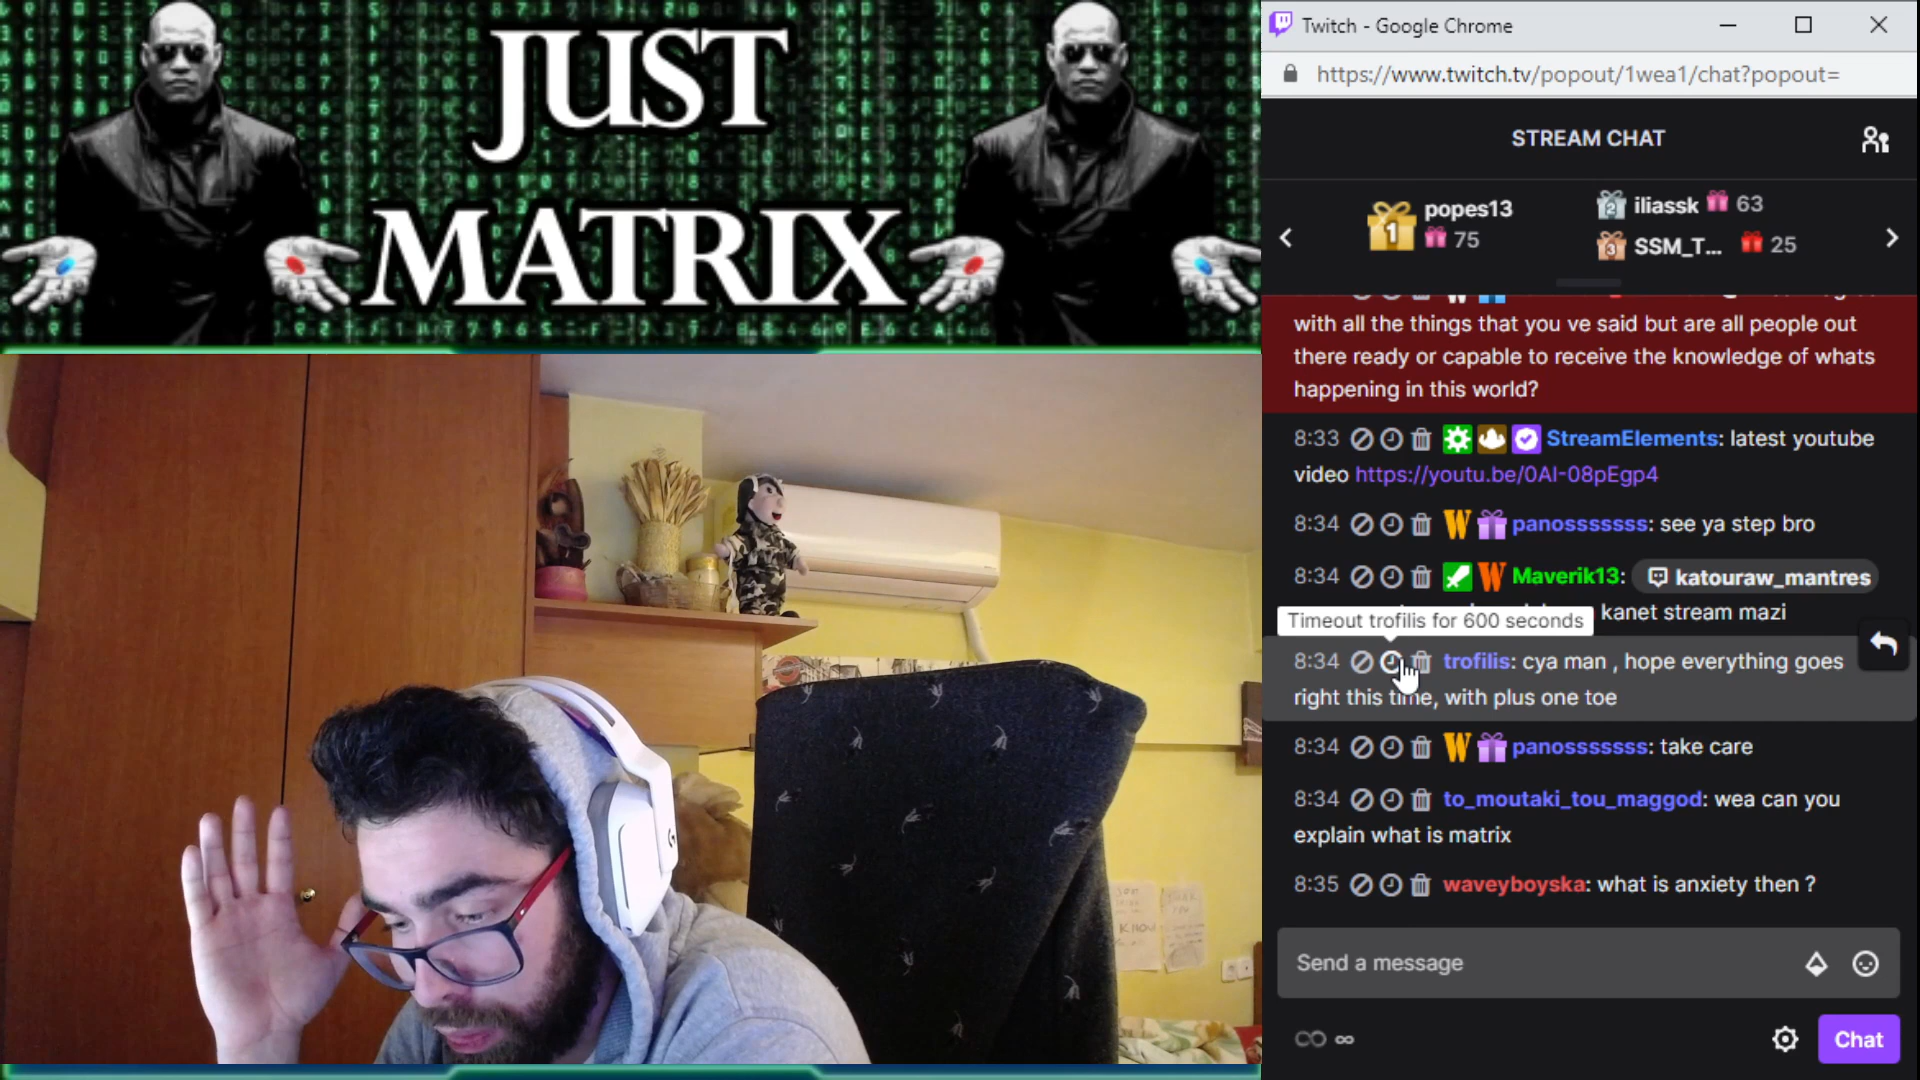 JUST
MATRIX
Twitch - Google Chrome
https://www.twitch.tv/popout/1wea1/chat?popout=
STREAM CHAT
1 popes13
75
2 iliassk 63
3 SSM_T... 25
with all the things that you ve said but are all people out
there ready or capable to receive the knowledge of whats
happening in this world?
8:33 StreamElements: latest youtube
video https://youtu.be/0AI-08pEgp4
8:34 W panosssssss: see ya step bro
8:34 W Maverik13: katouraw_mantres
kanet stream mazi
Timeout trofilis for 600 seconds
8:34 trofilis: cya man , hope everything goes
right this time, with plus one toe
8:34 W panosssssss: take care
8:34 to_moutaki_tou_maggod: wea can you
explain what is matrix
8:35 waveyboyska: what is anxiety then ?
Send a message
Chat